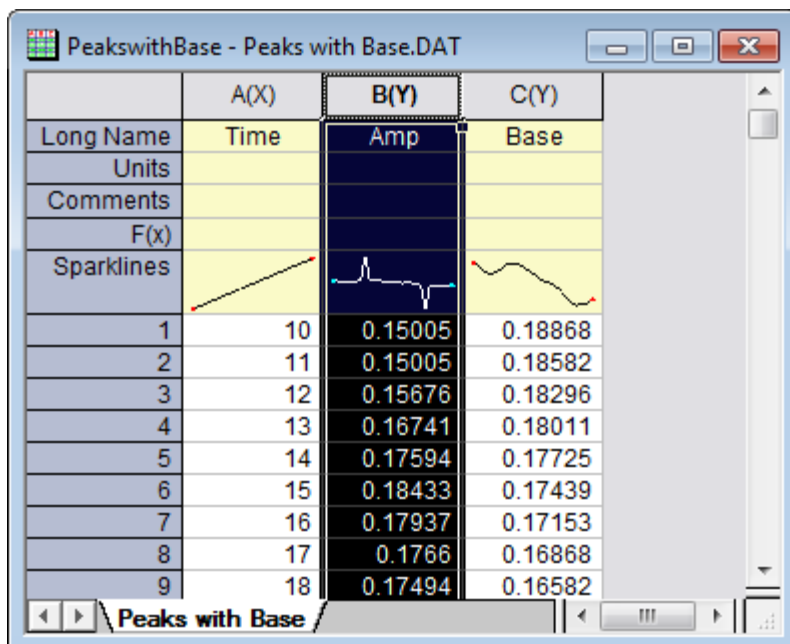 PeakswithBase - Peaks with Base.DAT
A(X) B(Y) C(Y)
Long Name Time Amp Base
Units
Comments
F(x)
Sparklines
1 10 0.15005 0.18868
2 11 0.15005 0.18582
3 12 0.15676 0.18296
4 13 0.16741 0.18011
5 14 0.17594 0.17725
6 15 0.18433 0.17439
7 16 0.17937 0.17153
8 17 0.1766 0.16868
9 18 0.17494 0.16582
Peaks with Base